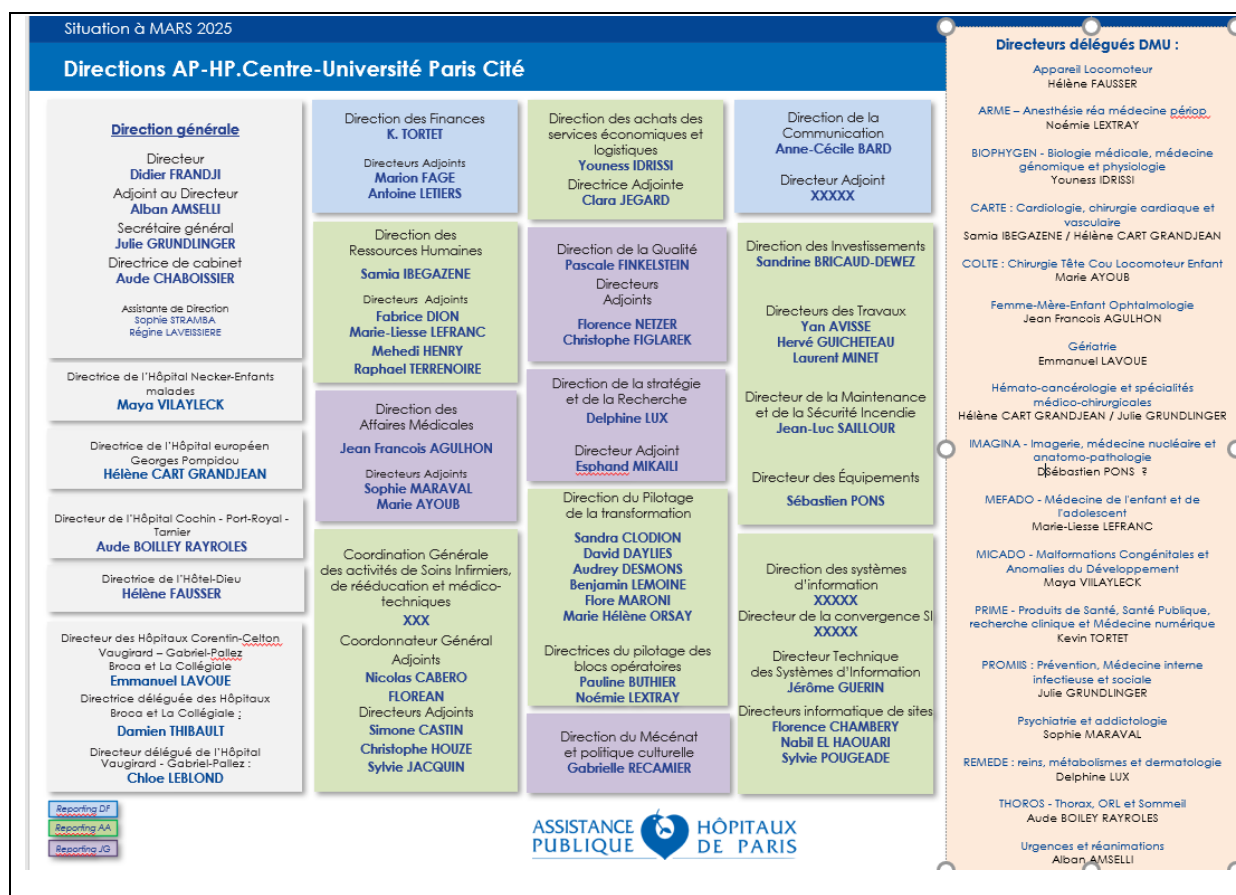 Situation à MARS 2025
Directions AP-HP.Centre-Université Paris Cité
Direction générale
Directeur
Didier FRANDJI
Adjoint au Directeur
Alban AMSELLI
Secrétaire général
Julie GRUNDLINGER
Directrice de cabinet
Aude CHABOISSIER
Assistante de Direction
Sophie STRAMBA
Régine LAVEISSIERE
Directrice de l'Hôpital Necker-Enfants
malades
Maya VILAYLECK
Directrice de l'Hôpital européen
Georges Pompidou
Hélène CART GRANDJEAN
Directeur de l'Hôpital Cochin - Port-Royal -
Tarnier
Aude BOILLEY RAYROLES
Directrice de l'Hôtel-Dieu
Hélène FAUSSER
Directeur des Hôpitaux Corentin-Celton
Vaugirard – Gabriel-Pallez
Broca et La Collégiale
Emmanuel LAVOUE
Directrice déléguée des Hôpitaux
Broca et La Collégiale :
Damien THIBAULT
Directeur délégué de l'Hôpital
Vaugirard - Gabriel-Pallez :
Chloe LEBLOND
Reporting DF
Reporting AA
Reporting JG
Direction des Finances
K. TORTET
Directeurs Adjoints
Marion FAGE
Antoine LETIERS
Direction des
Ressources Humaines
Samia IBEGAZENE
Directeurs Adjoints
Fabrice DION
Marie-Liesse LEFRANC
Mehedi HENRY
Raphael TERRENOIRE
Direction des
Affaires Médicales
Jean Francois AGULHON
Directeurs Adjoints
Sophie MARAVAL
Marie AYOUB
Coordination Générale
des activités de Soins Infirmiers,
de rééducation et médico-
techniques
XXX
Coordonnateur Général
Adjoints
Nicolas CABERO
FLOREAN
Directeurs Adjoints
Simone CASTIN
Christophe HOUZE
Sylvie JACQUIN
Direction des achats des
services économiques et
logistiques
Youness IDRISSI
Directrice Adjointe
Clara JEGARD
Direction de la Qualité
Pascale FINKELSTEIN
Directeurs
Adjoints
Florence NETZER
Christophe FIGLAREK
Direction de la stratégie
et de la Recherche
Delphine LUX
Directeur Adjoint
Esphand MIKAILI
Direction du Pilotage
de la transformation
Sandra CLODION
David DAYLIES
Audrey DESMONS
Benjamin LEMOINE
Flore MARONI
Marie Hélène ORSAY
Directrices du pilotage des
blocs opératoires
Pauline BUTHIER
Noémie LEXTRAY
Direction du Mécénat
et politique culturelle
Gabrielle RECAMIER
Direction de la
Communication
Anne-Cécile BARD
Directeur Adjoint
XXXXX
Direction des Investissements
Sandrine BRICAUD-DEWEZ
Directeurs des Travaux
Yan AVISSE
Hervé GUICHETEAU
Laurent MINET
Directeur de la Maintenance
et de la Sécurité Incendie
Jean-Luc SAILLOUR
Directeur des Équipements
Sébastien PONS
Direction des systèmes
d'information
XXXXX
Directeur de la convergence SI
XXXXX
Directeur Technique
des Systèmes d'Information
Jérôme GUERIN
Directeurs informatique de sites
Florence CHAMBERY
Nabil EL HAOUARI
Sylvie POUGEADE
ASSISTANCE HÔPITAUX
PUBLIQUE DE PARIS
Directeurs délégués DMU :
Appareil Locomoteur
Hélène FAUSSER
ARME – Anesthésie réa médecine périop
Noémie LEXTRAY
BIOPHYGEN - Biologie médicale, médecine
génomique et physiologie
Youness IDRISSI
CARTE : Cardiologie, chirurgie cardiaque et
vasculaire
Samia IBEGAZENE / Hélène CART GRANDJEAN
COLTE : Chirurgie Tête Cou Locomoteur Enfant
Marie AYOUB
Femme-Mère-Enfant Ophtalmologie
Jean Francois AGULHON
Gériatrie
Emmanuel LAVOUE
Hémato-cancérologie et spécialités
médico-chirurgicales
Hélène CART GRANDJEAN / Julie GRUNDLINGER
IMAGINA - Imagerie, médecine nucléaire et
anatomo-pathologie
DSébastien PONS ?
MEFADO - Médecine de l'enfant et de
l'adolescent
Marie-Liesse LEFRANC
MICADO - Malformations Congénitales et
Anomalies du Développement
Maya VIILAYLECK
PRIME - Produits de Santé, Santé Publique,
recherche clinique et Médecine numérique
Kevin TORTET
PROMIIS : Prévention, Médecine interne
infectieuse et sociale
Julie GRUNDLINGER
Psychiatrie et addictologie
Sophie MARAVAL
REMEDE : reins, métabolismes et dermatologie
Delphine LUX
THOROS - Thorax, ORL et Sommeil
Aude BOILEY RAYROLES
Urgences et réanimations
Alban AMSELLI